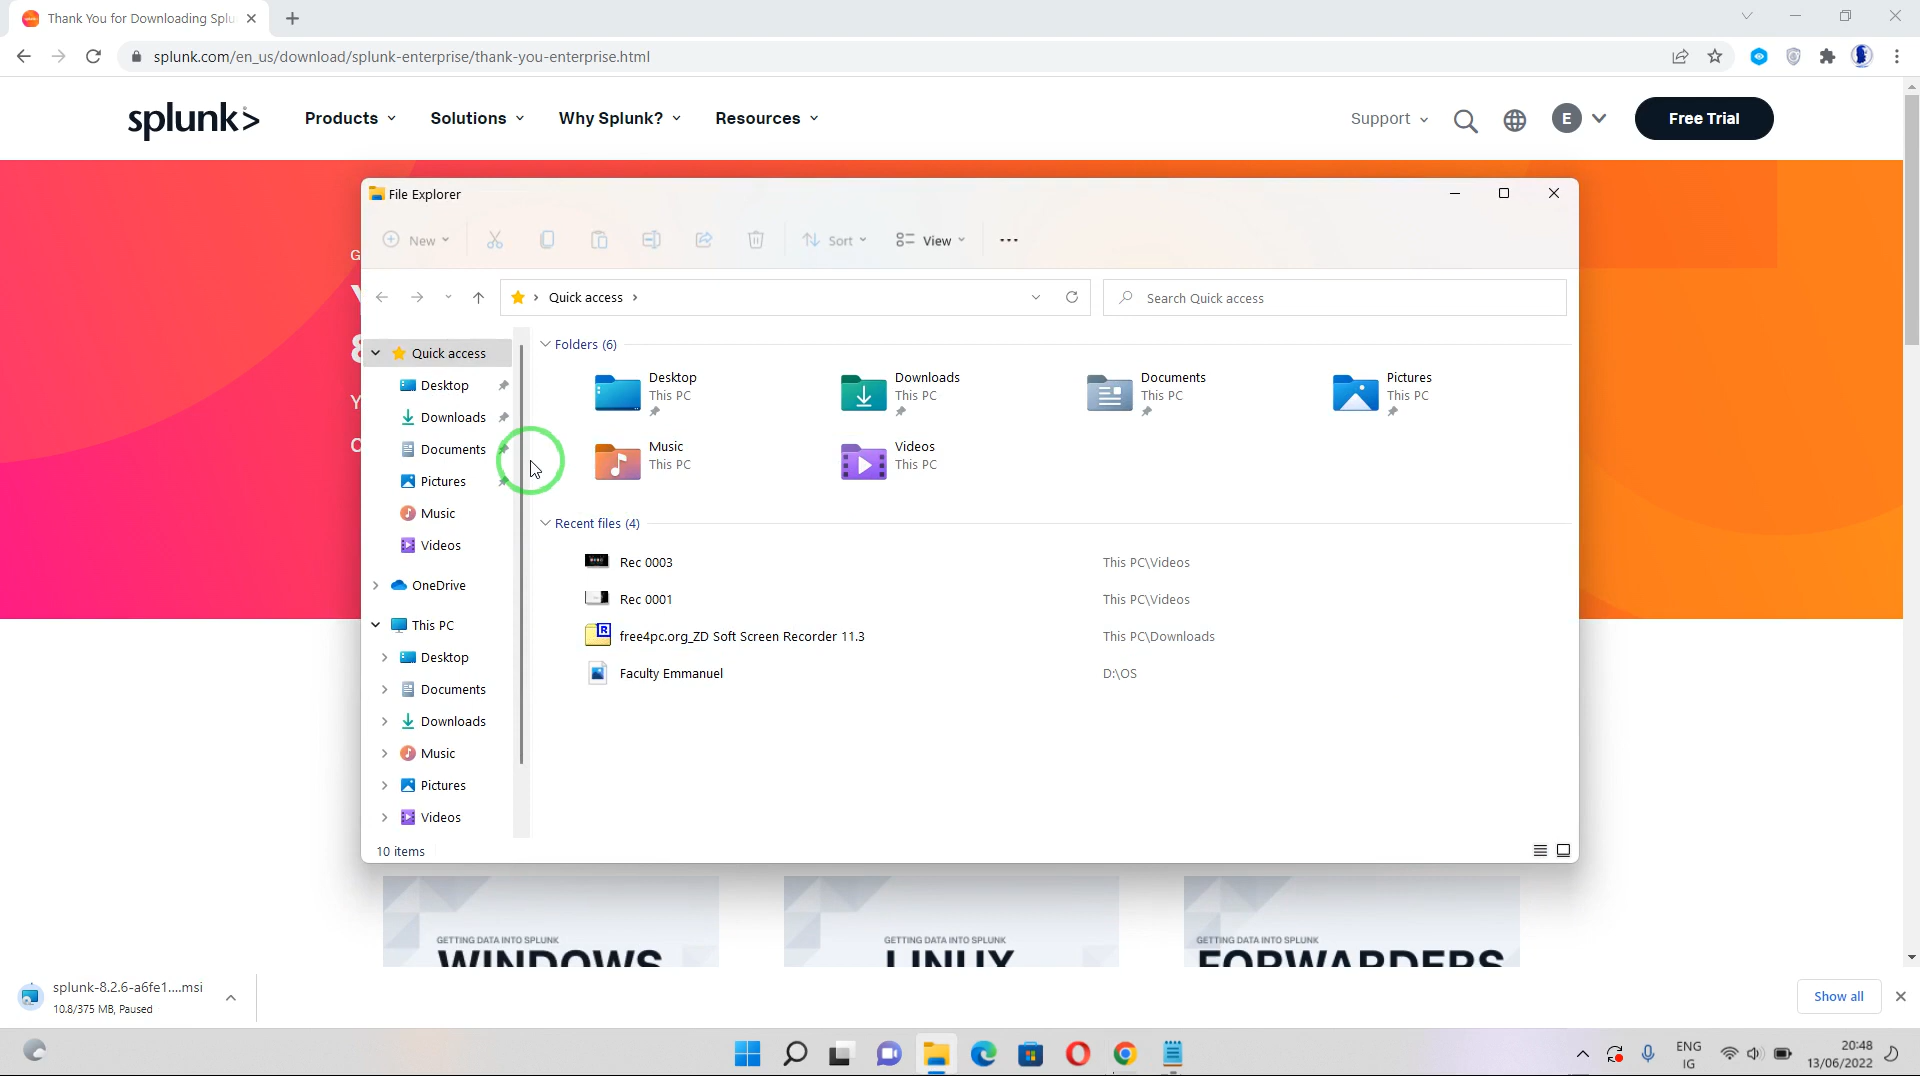 Thank You for Downloading Splu
splunk.com/en_us/download/splunk-enterprise/thank-you-enterprise.html
splunk>
Products
Solutions
Why Splunk?
Resources
Support
E
Free Trial
File Explorer
New
Sort
View
Quick access
Search Quick access
Quick access
Desktop
Downloads
Documents
Pictures
Music
Videos
OneDrive
This PC
Desktop
Documents
Downloads
Music
Pictures
Videos
Folders (6)
Desktop
This PC
Downloads
This PC
Documents
This PC
Pictures
This PC
Music
This PC
Videos
This PC
Recent files (4)
Rec 0003 This PC\Videos
Rec 0001 This PC\Videos
free4pc.org_ZD Soft Screen Recorder 11.3 This PC\Downloads
Faculty Emmanuel D:\OS
10 items
GETTING DATA INTO SPLUNK
WINDOWS
GETTING DATA INTO SPLUNK
LINUX
GETTING DATA INTO SPLUNK
FORWARDERS
splunk-8.2.6-a6fe1....msi
10.8/375 MB, Paused
Show all
ENG
IG
20:48
13/06/2022